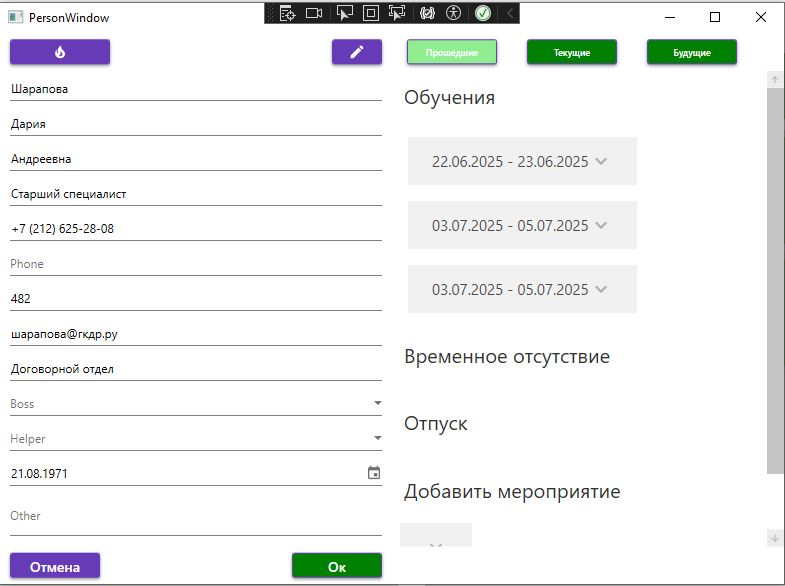 PersonWindow
Прошедшие
Текущие
Будущие
Шарапова
Дария
Андреевна
Старший специалист
+7 (212) 625-28-08
Phone
482
шарапова@гкдр.ру
Договорной отдел
Boss
Helper
21.08.1971
Other
Отмена
Ок
Обучения
22.06.2025 - 23.06.2025
03.07.2025 - 05.07.2025
03.07.2025 - 05.07.2025
Временное отсутствие
Отпуск
Добавить мероприятие